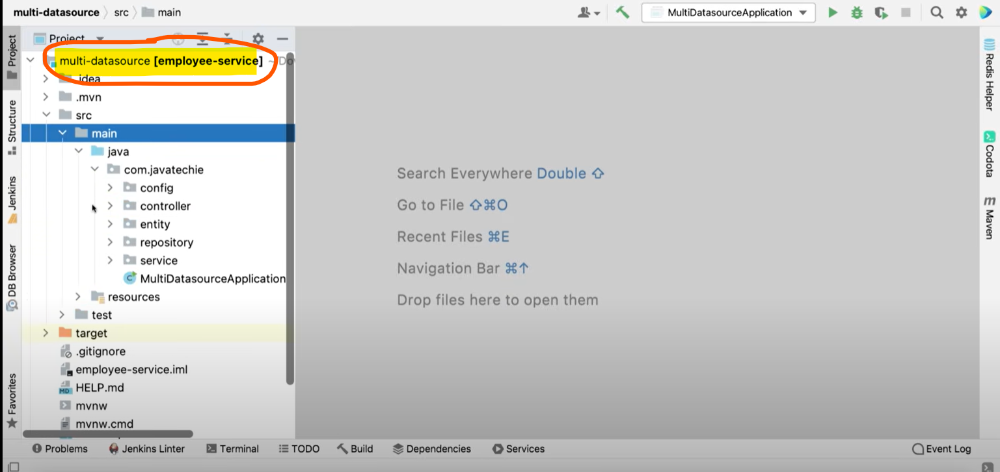 multi-datasource src main
MultiDatasourceApplication
Project
multi-datasource [employee-service] ~/Dov
.idea
.mvn
src
main
java
com.javatechie
config
controller
entity
repository
service
MultiDatasourceApplication
resources
test
target
.gitignore
employee-service.iml
HELP.md
mvnw
mvnw.cmd
Project
Structure
Jenkins
DB Browser
Favorites
Search Everywhere Double ⇧
Go to File ⇧⌘O
Recent Files ⌘E
Navigation Bar ⌘↑
Drop files here to open them
Redis Helper
Codota
m Maven
Problems Jenkins Linter Terminal TODO Build Dependencies Services Event Log